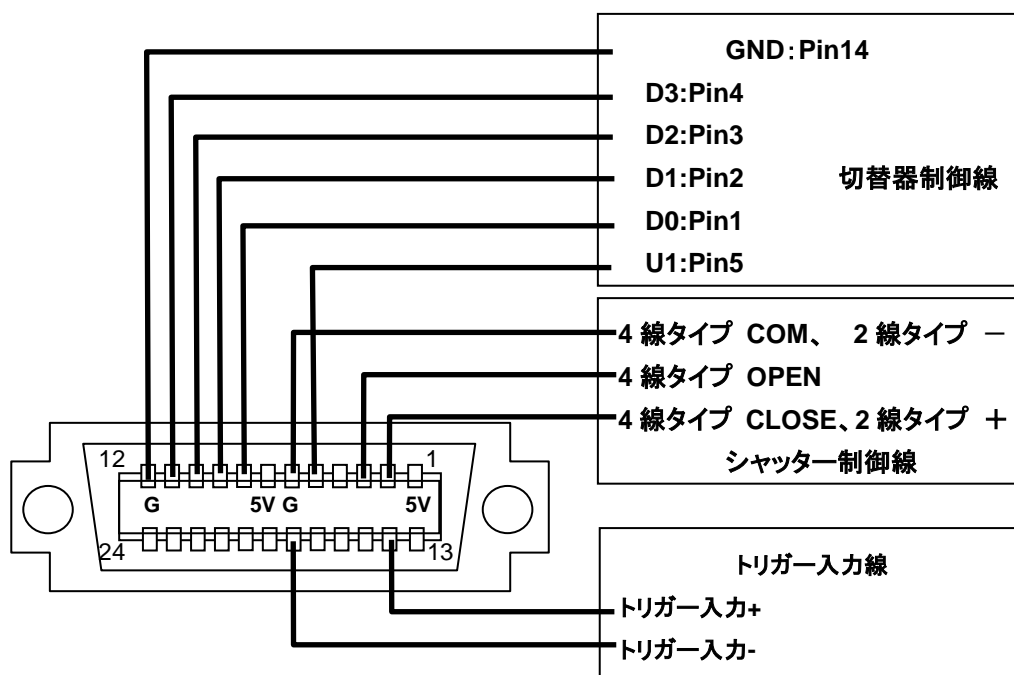 GND：Pin14
D3:Pin4
D2:Pin3
D1:Pin2 切替器制御線
D0:Pin1
U1:Pin5
4 線タイプ COM、 2 線タイプ －
4 線タイプ OPEN
4 線タイプ CLOSE、2 線タイプ ＋
シャッター制御線
12 1
G 5V G 5V
24 13
トリガー入力線
トリガー入力+
トリガー入力-